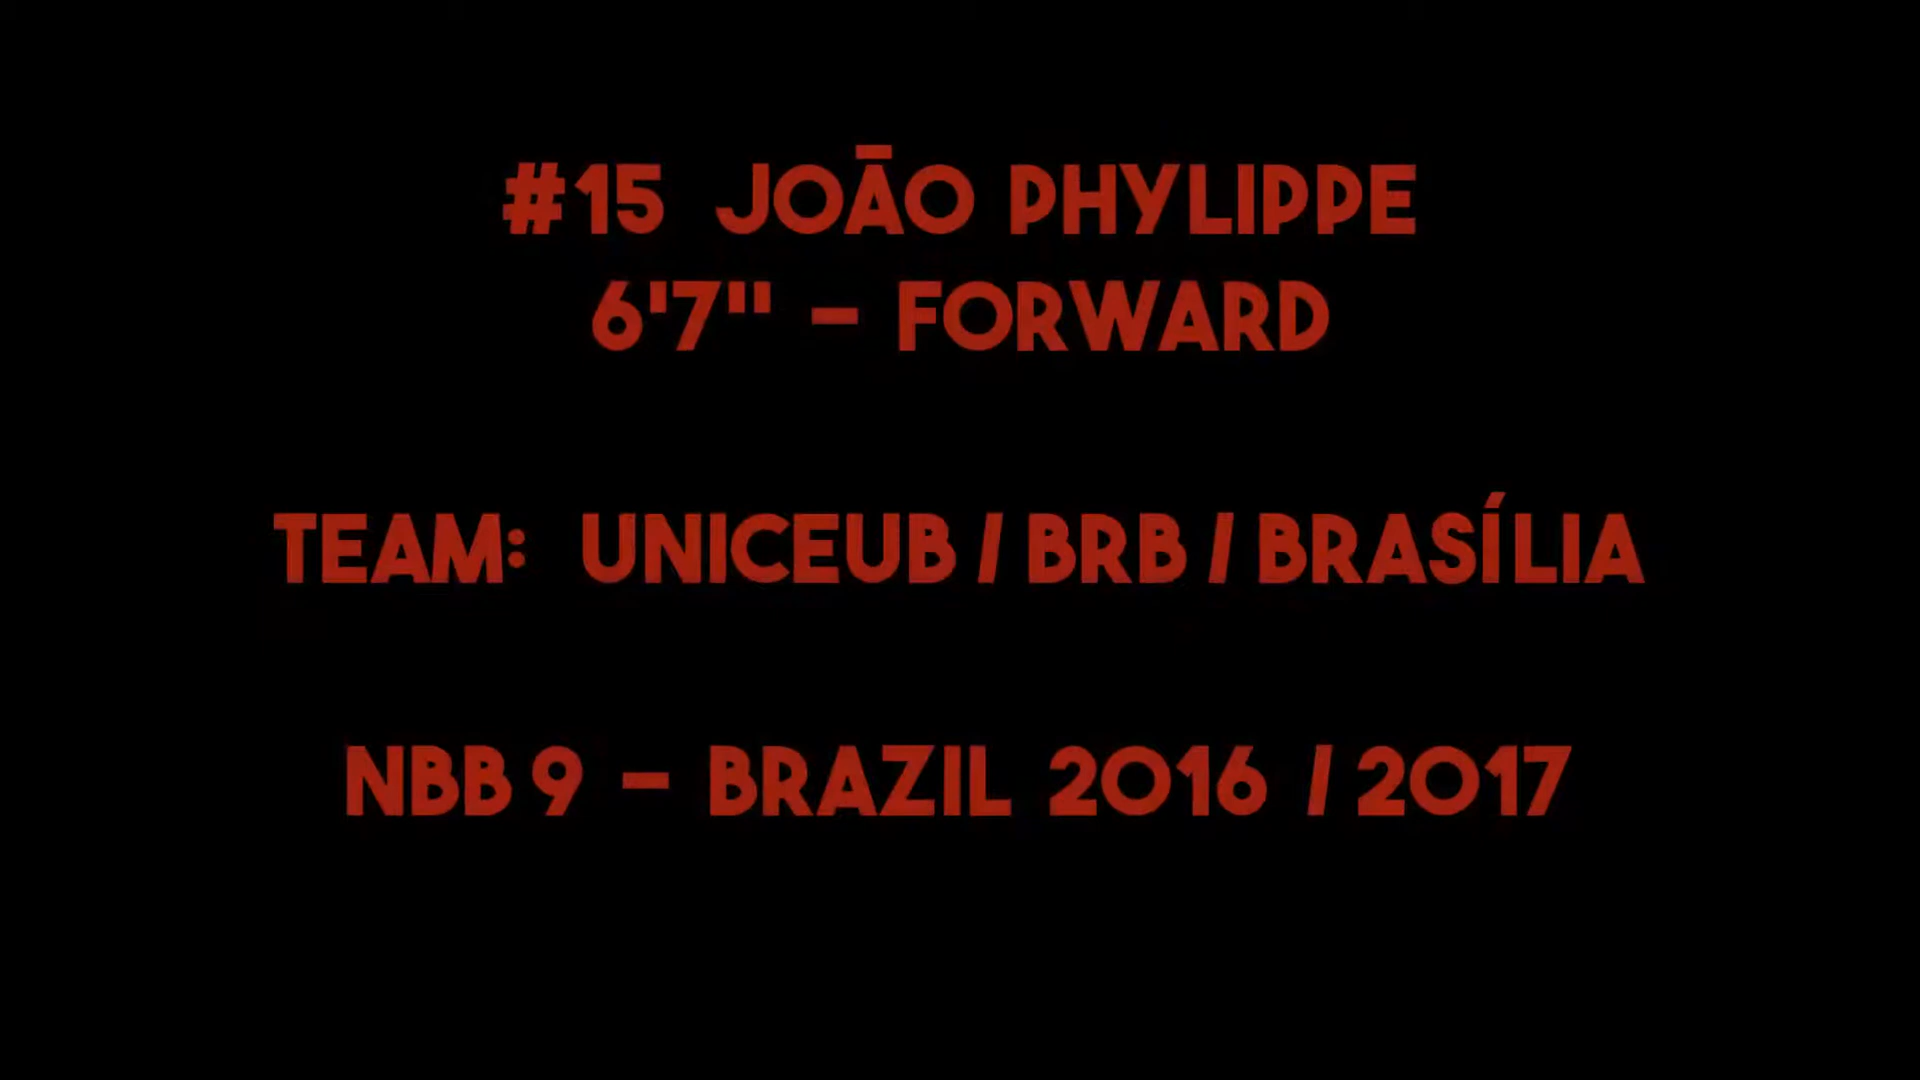 #15 JOÃO PHYLIPPE
6'7" - FORWARD
TEAM: UNICEUB / BRB / BRASÍLIA
NBB 9 - BRAZIL 2016 / 2017